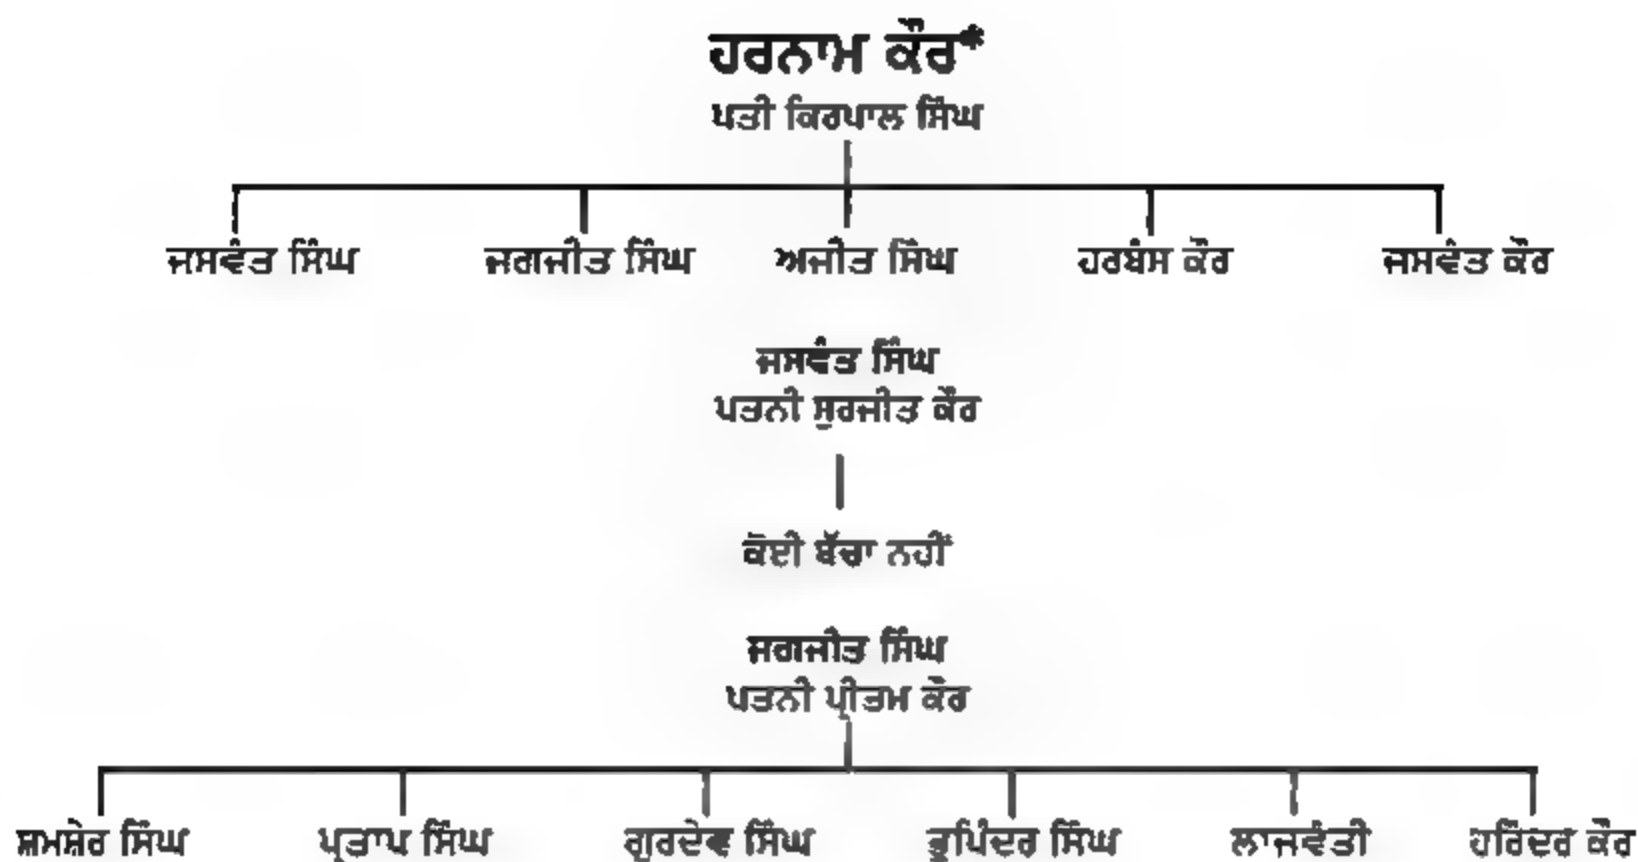 ਹਰਨਾਮ ਕੌਰ*
ਪਤੀ ਕਿਰਪਾਲ ਸਿੰਘ
ਜਸਵੰਤ ਸਿੰਘ ਜਗਜੀਤ ਸਿੰਘ ਅਜੀਤ ਸਿੰਘ ਹਰਬੰਸ ਕੌਰ ਜਸਵੰਤ ਕੌਰ
ਜਸਵੰਤ ਸਿੰਘ
ਪਤਨੀ ਸੁਰਜੀਤ ਕੌਰ
ਕੋਈ ਬੱਚਾ ਨਹੀਂ
ਜਗਜੀਤ ਸਿੰਘ
ਪਤਨੀ ਪ੍ਰੀਤਮ ਕੌਰ
ਸ਼ਮਸ਼ੇਰ ਸਿੰਘ ਪ੍ਰਤਾਪ ਸਿੰਘ ਗੁਰਦੇਵ ਸਿੰਘ ਭੁਪਿੰਦਰ ਸਿੰਘ ਲਾਜਵੰਤੀ ਹਰਿੰਦਰ ਕੌਰ